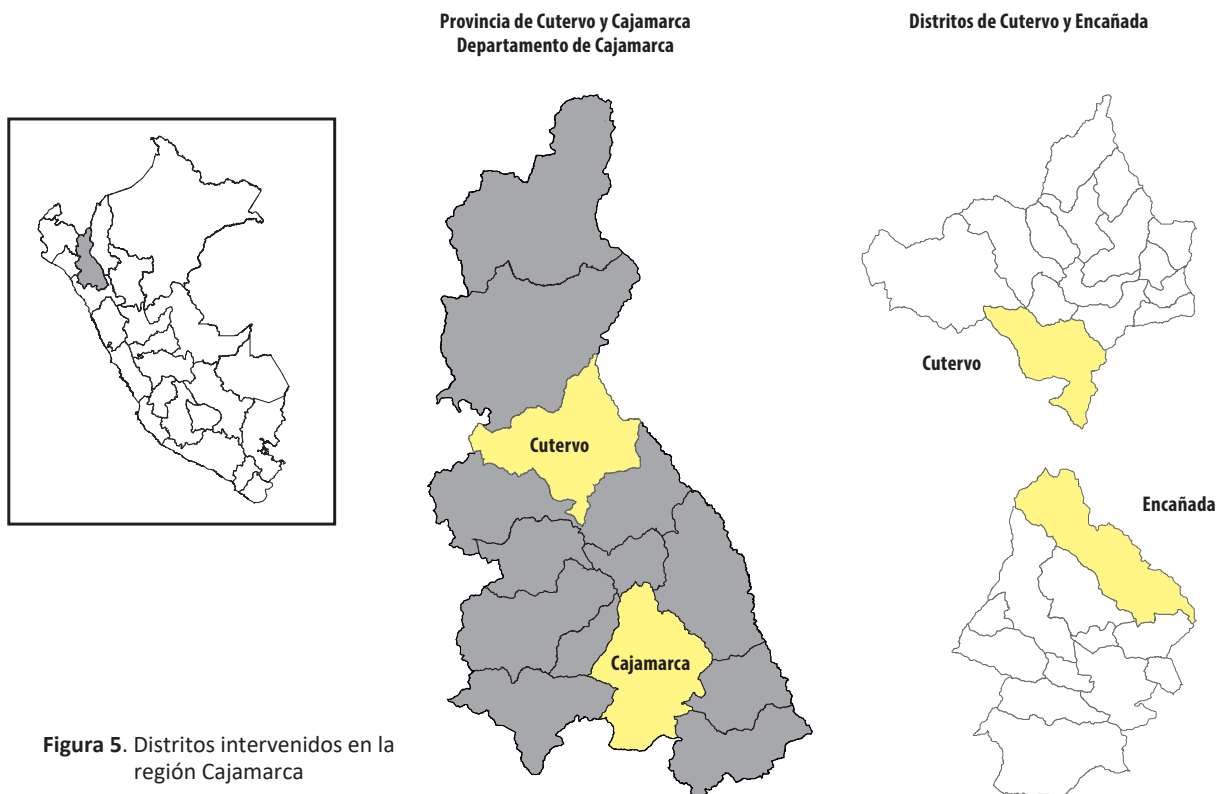 Provincia de Cutervo y Cajamarca
Departamento de Cajamarca
Distritos de Cutervo y Encañada
Cutervo
Cajamarca
Cutervo
Encañada
Figura 5. Distritos intervenidos en la
región Cajamarca